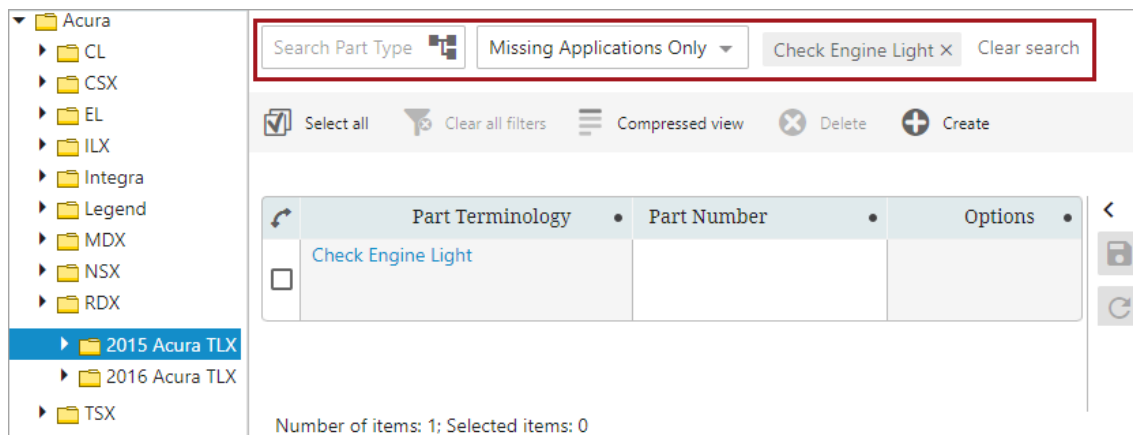 Acura
CL
CSX
EL
ILX
Integra
Legend
MDX
NSX
RDX
2015 Acura TLX
2016 Acura TLX
TSX
Search Part Type Missing Applications Only Check Engine Light × Clear search
Select all Clear all filters Compressed view Delete Create
Part Terminology • Part Number • Options •
Check Engine Light
Number of items: 1; Selected items: 0